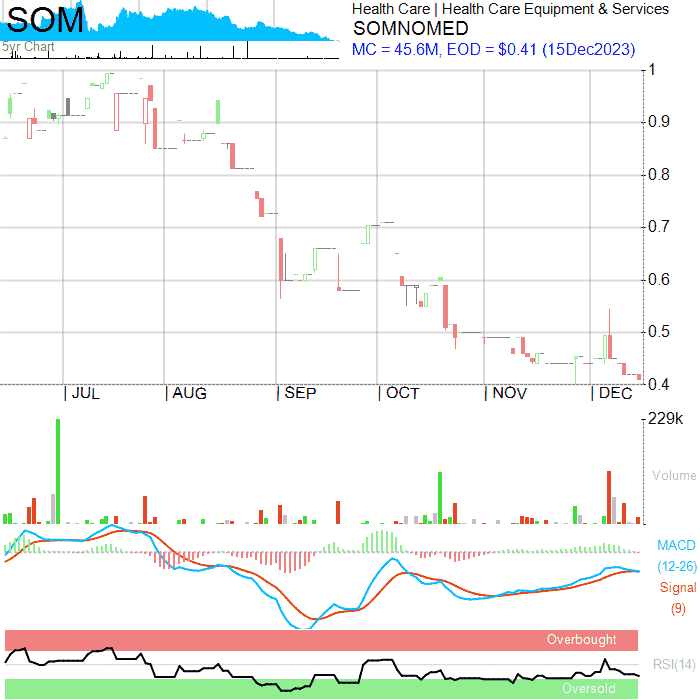 SOM
5yr Chart
Health Care | Health Care Equipment & Services
SOMNOMED
MC = 45.6M, EOD = $0.41 (15Dec2023)
1
0.9
0.8
0.7
0.6
0.5
0.4
| JUL | AUG | SEP | OCT | NOV | DEC
229k
Volume
MACD
(12-26)
Signal
(9)
Overbought
RSI(14)
Oversold